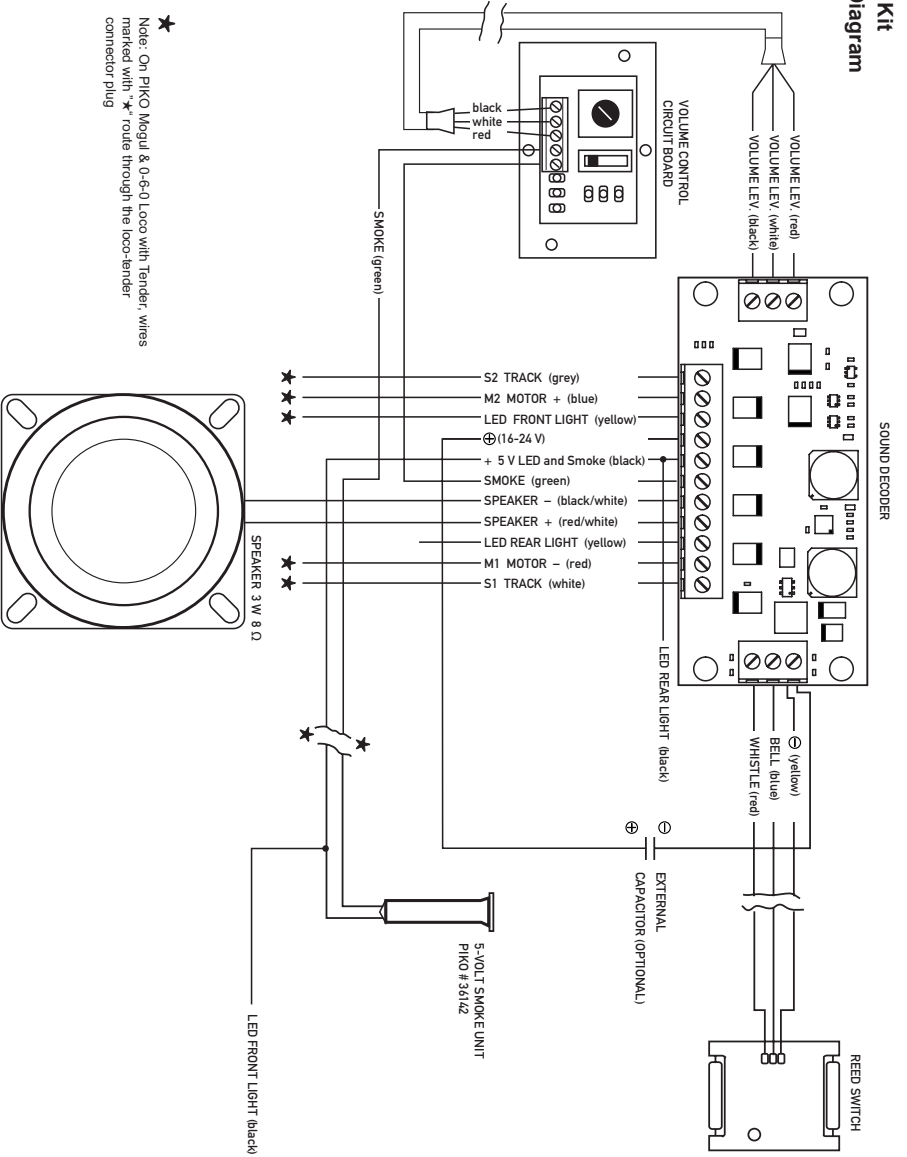 Kit
Diagram
★
Note: On PIKO Mogul & 0-6-0 Loco with Tender, wires
marked with "★" route through the loco-tender
connector plug
VOLUME CONTROL
CIRCUIT BOARD
black
white
red
VOLUME LEV. (red)
VOLUME LEV. (white)
VOLUME LEV. (black)
SOUND DECODER
SMOKE (green)
S2 TRACK (grey)
M2 MOTOR + (blue)
LED FRONT LIGHT (yellow)
⊕ (16-24 V)
+ 5 V LED and Smoke (black)
SMOKE (green)
SPEAKER – (black/white)
SPEAKER + (red/white)
LED REAR LIGHT (yellow)
M1 MOTOR – (red)
S1 TRACK (white)
SPEAKER 3 W 8 Ω
LED REAR LIGHT (black)
⊖ (yellow)
BELL (blue)
WHISTLE (red)
⊕ ⊖
EXTERNAL
CAPACITOR (OPTIONAL)
5-VOLT SMOKE UNIT
PIKO # 36142
LED FRONT LIGHT (black)
REED SWITCH